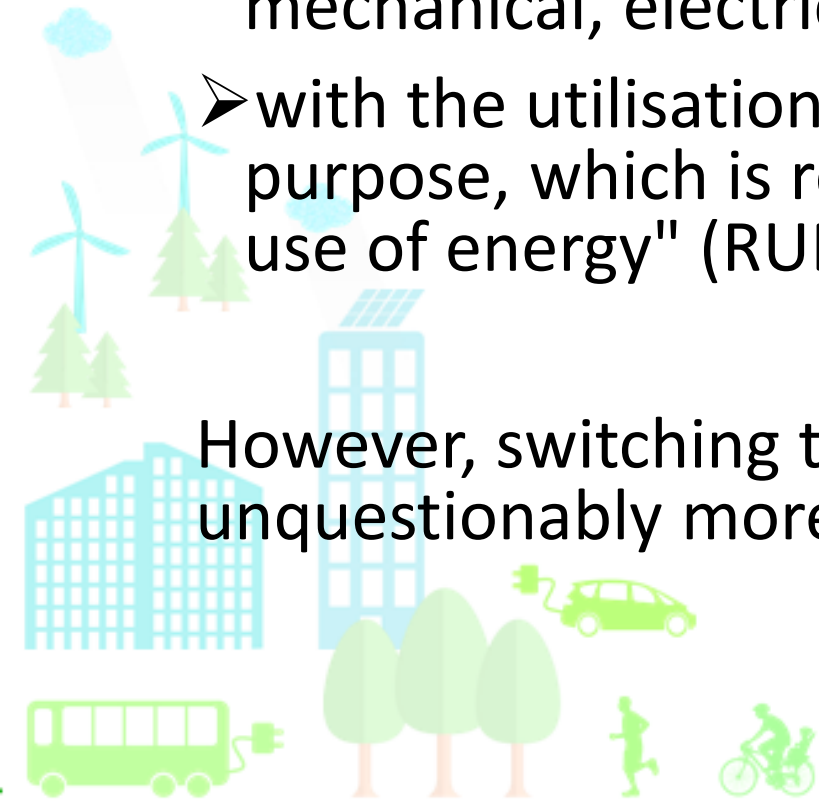 mechanical, electri
➢with the utilisation
purpose, which is r
use of energy" (RU
However, switching t
unquestionably more